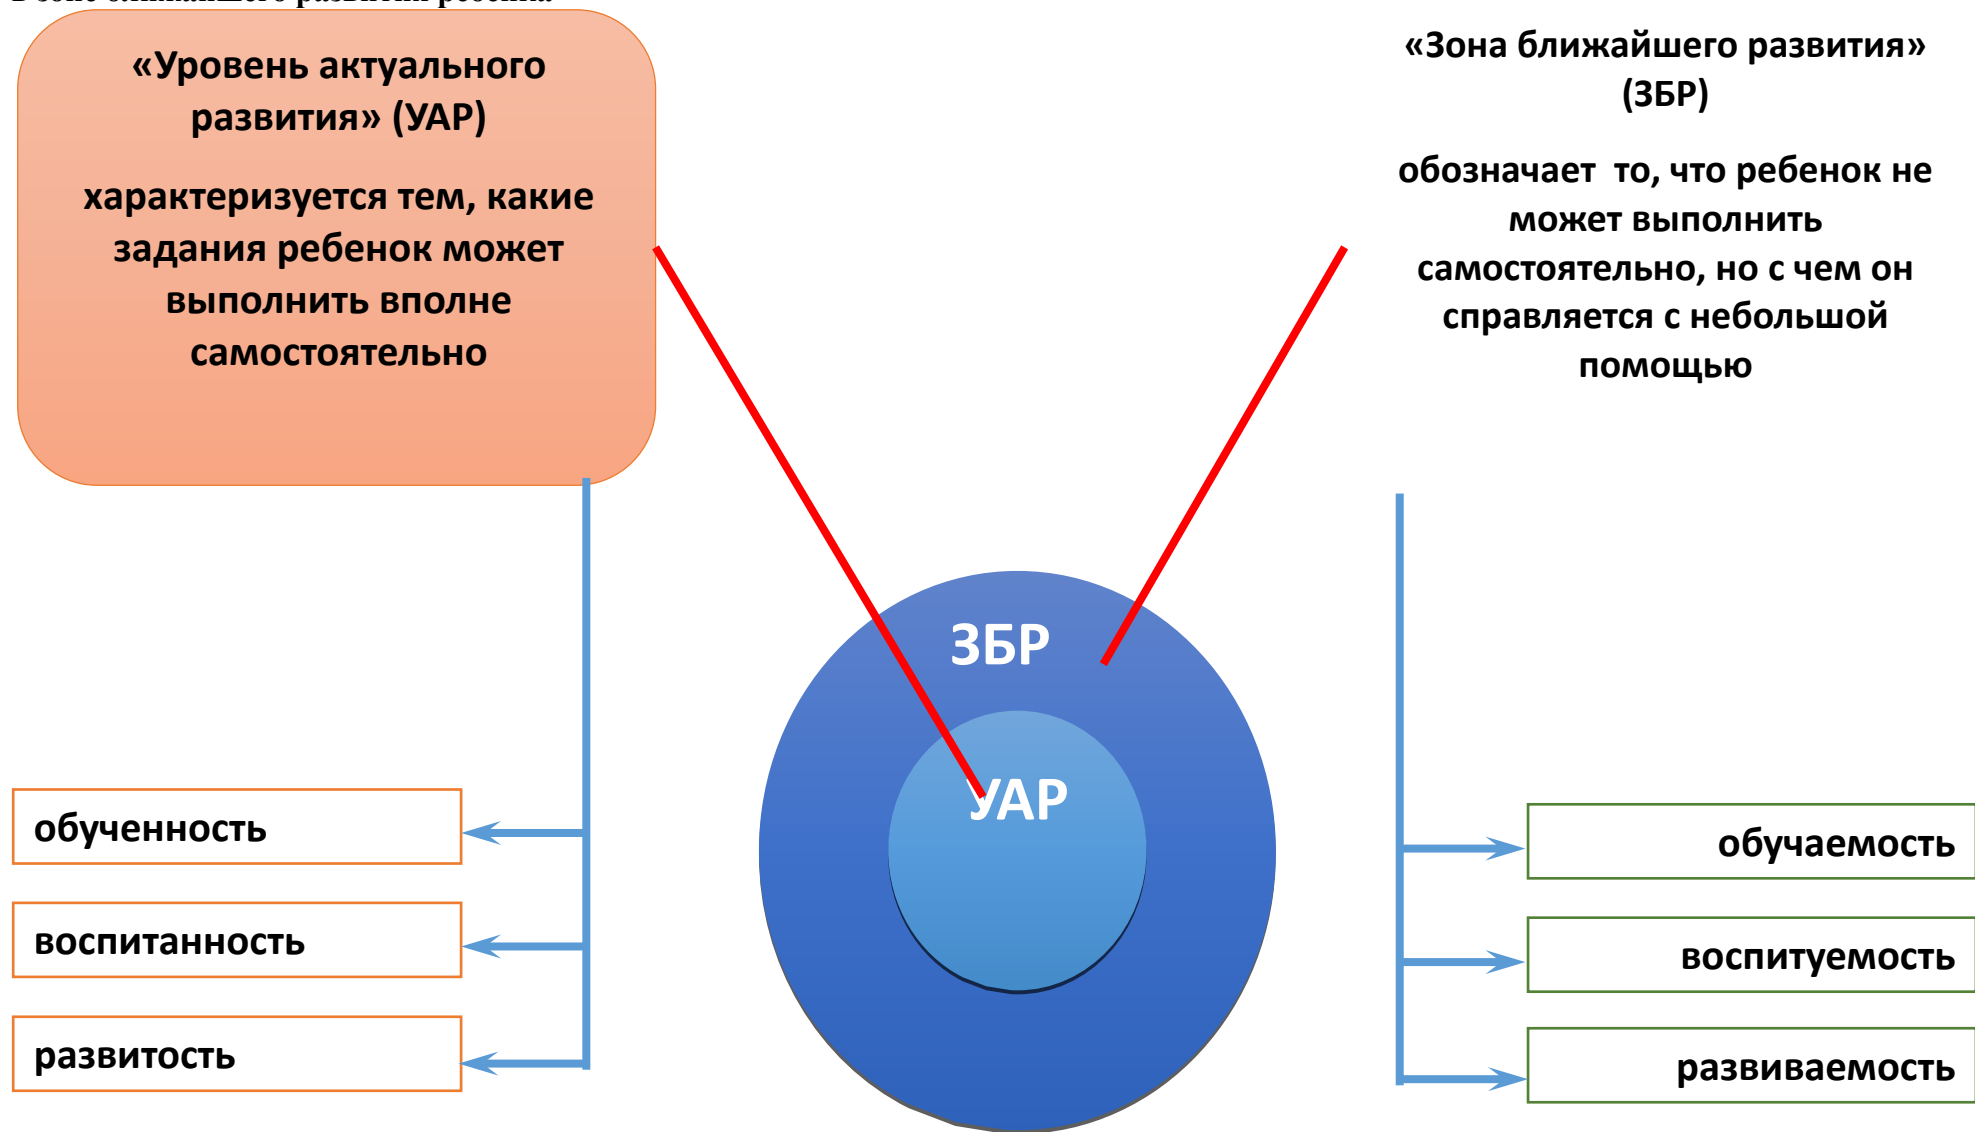 «Уровень актуального
развития» (УАР)
характеризуется тем, какие
задания ребенок может
выполнить вполне
самостоятельно
«Зона ближайшего развития»
(ЗБР)
обозначает то, что ребенок не
может выполнить
самостоятельно, но с чем он
справляется с небольшой
помощью
ЗБР
УАР
обученность
воспитанность
развитость
обучаемость
воспитуемость
развиваемость